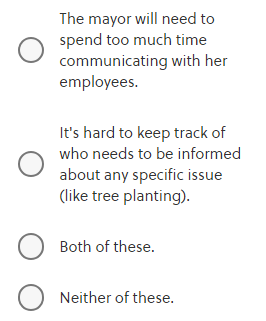 The mayor will need to
spend too much time
communicating with her
employees.
It's hard to keep track of
who needs to be informed
about any specific issue
(like tree planting).
Both of these.
Neither of these.